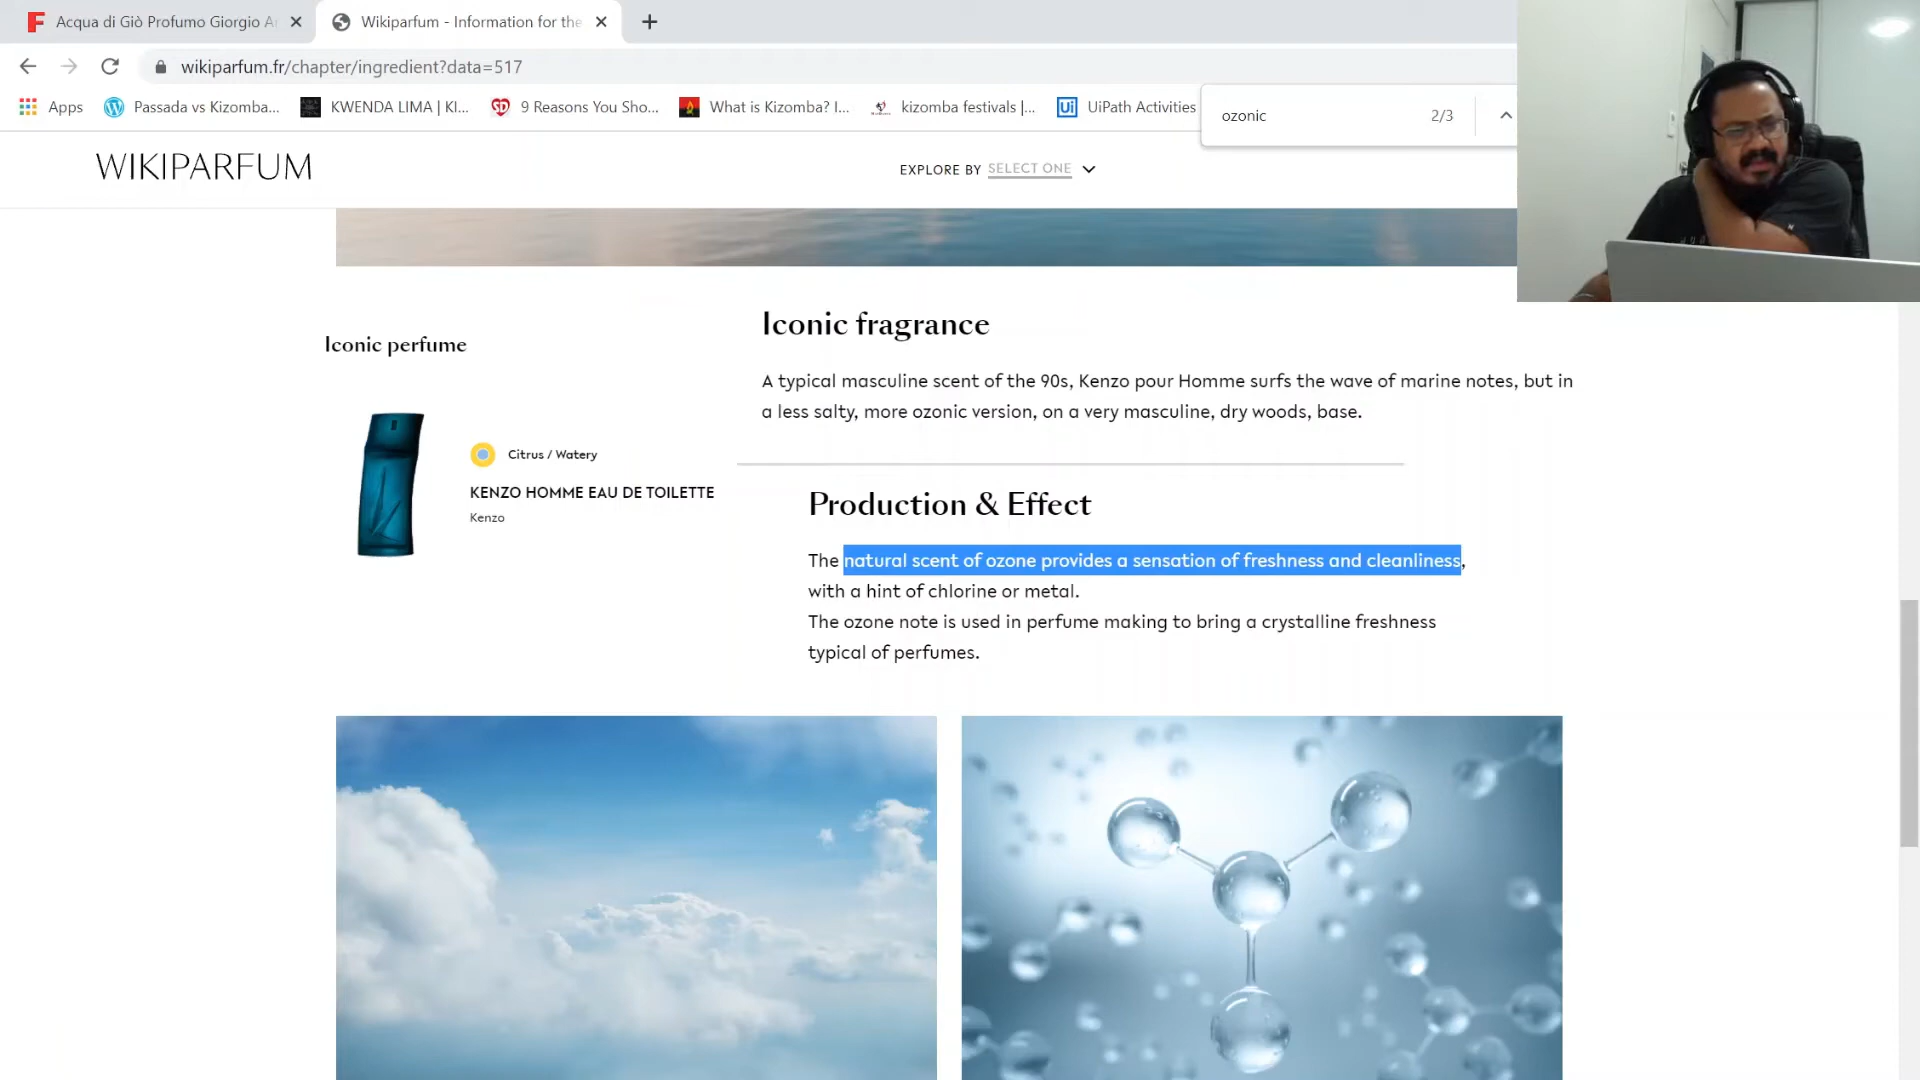 Acqua di Giò Profumo Giorgio A
Wikiparfum - Information for the
wikiparfum.fr/chapter/ingredient?data=517
Apps
Passada vs Kizomba...
KWENDA LIMA | KI...
9 Reasons You Sho...
What is Kizomba? I...
kizomba festivals |...
Ui
UiPath Activities
ozonic
2/3
WIKIPARFUM
EXPLORE BY SELECT ONE
Iconic perfume
Citrus / Watery
KENZO HOMME EAU DE TOILETTE
Kenzo
Iconic fragrance
A typical masculine scent of the 90s, Kenzo pour Homme surfs the wave of marine notes, but in
a less salty, more ozonic version, on a very masculine, dry woods, base.
Production & Effect
The natural scent of ozone provides a sensation of freshness and cleanliness,
with a hint of chlorine or metal.
The ozone note is used in perfume making to bring a crystalline freshness
typical of perfumes.